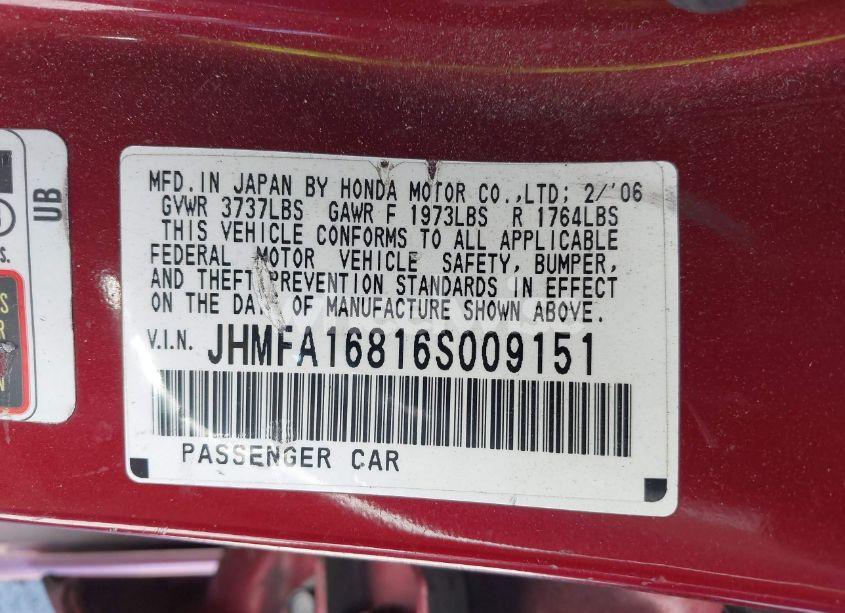 MFD. IN JAPAN BY HONDA MOTOR CO.,LTD; 2/'06
GVWR 3737LBS GAWR F 1973LBS R 1764LBS
THIS VEHICLE CONFORMS TO ALL APPLICABLE
FEDERAL MOTOR VEHICLE SAFETY, BUMPER,
AND THEFT PREVENTION STANDARDS IN EFFECT
ON THE DATE OF MANUFACTURE SHOWN ABOVE.
V.I.N. JHMFA16816S009151
PASSENGER CAR
UB